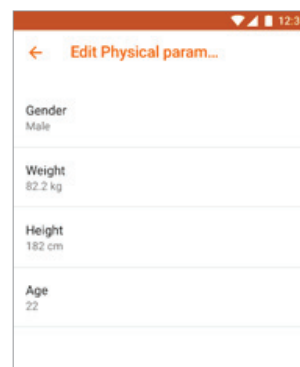 12:3
Edit Physical param...
Gender
Male
Weight
82.2 kg
Height
182 cm
Age
22